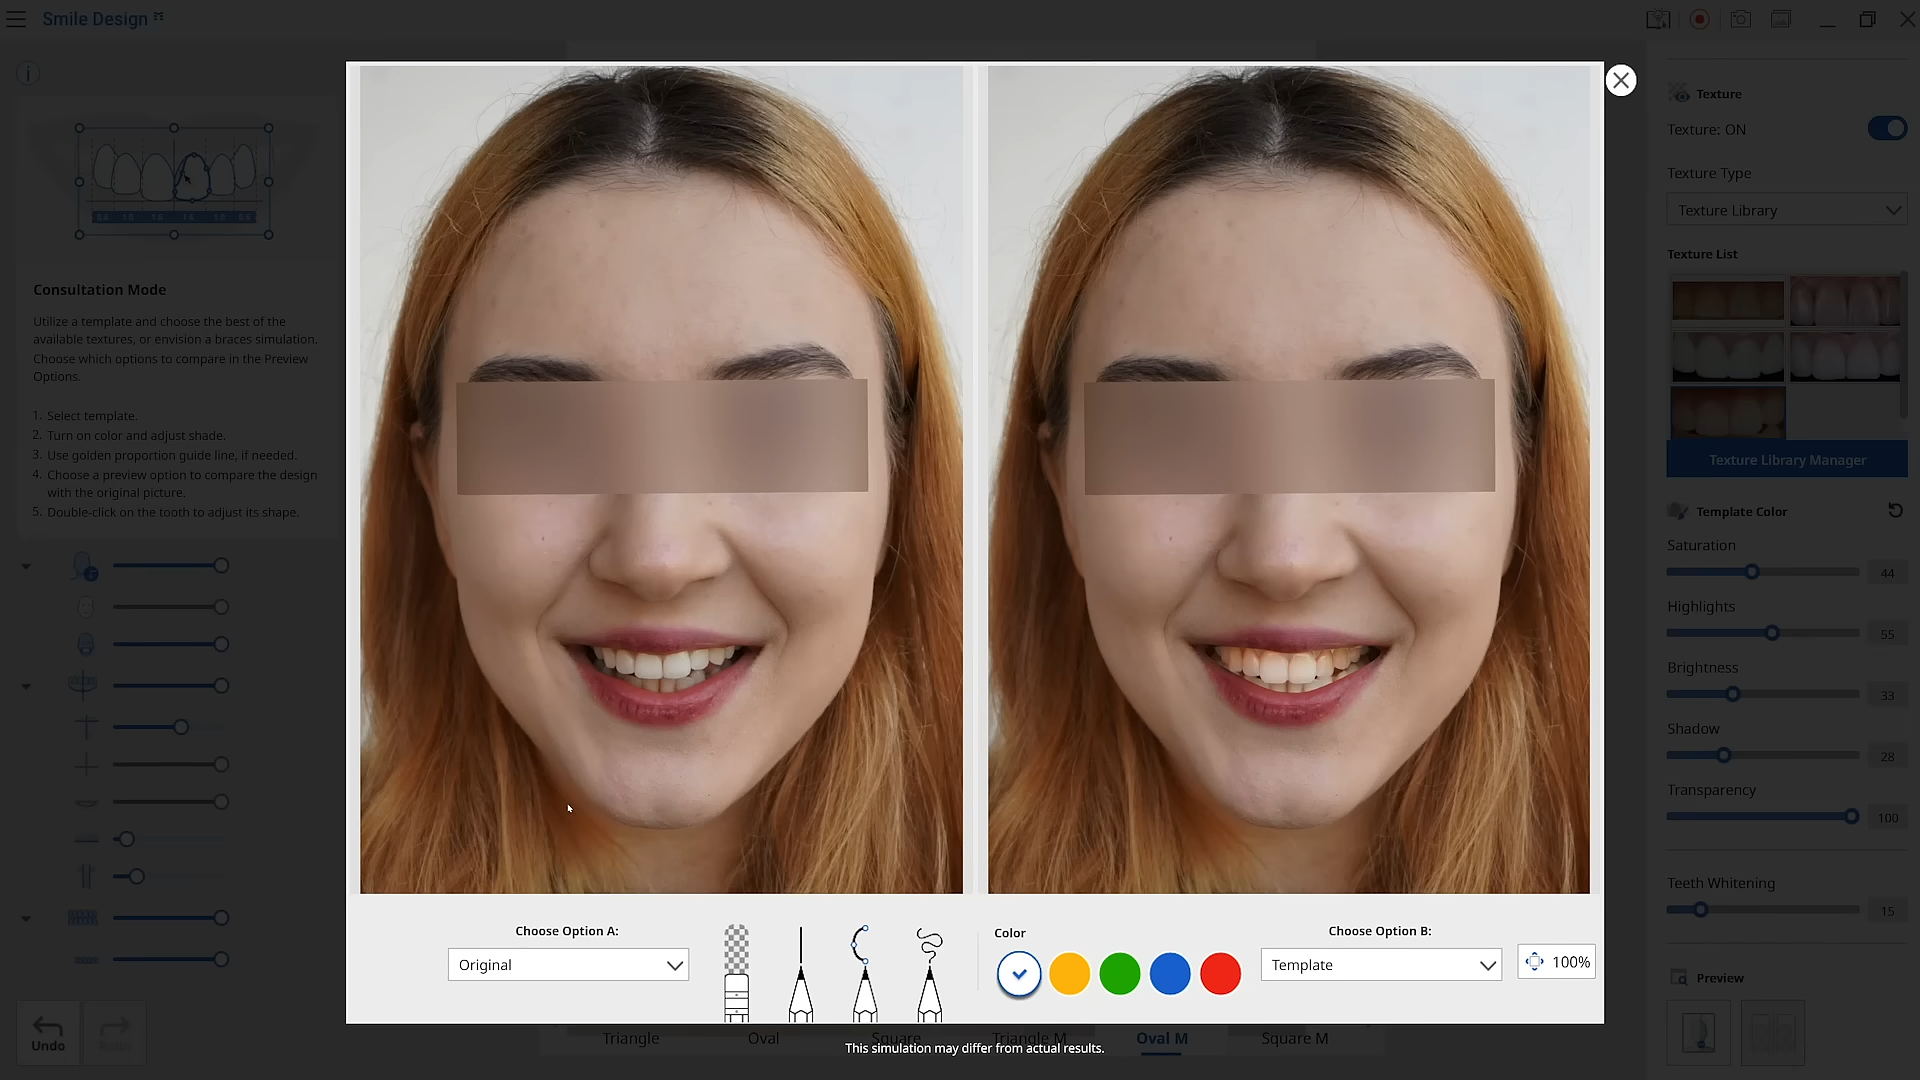 Smile Design
Consultation Mode
Utilize a template and choose the best of the
available textures, or envision a braces simulation.
Choose which options to compare in the Preview
Options.
1. Select template.
2. Turn on color and adjust shade.
3. Use golden proportion guide line, if needed.
4. Choose a preview option to compare the design
with the original picture.
5. Double-click on the tooth to adjust its shape.
Undo
Choose Option A:
Original
Color
Choose Option B:
Template
100%
Triangle
Oval
Square
Triangle M
Oval M
Square M
This simulation may differ from actual results.
Texture
Texture: ON
Texture Type
Texture Library
Texture List
Texture Library Manager
Template Color
Saturation
44
Highlights
55
Brightness
33
Shadow
28
Transparency
100
Teeth Whitening
15
Preview